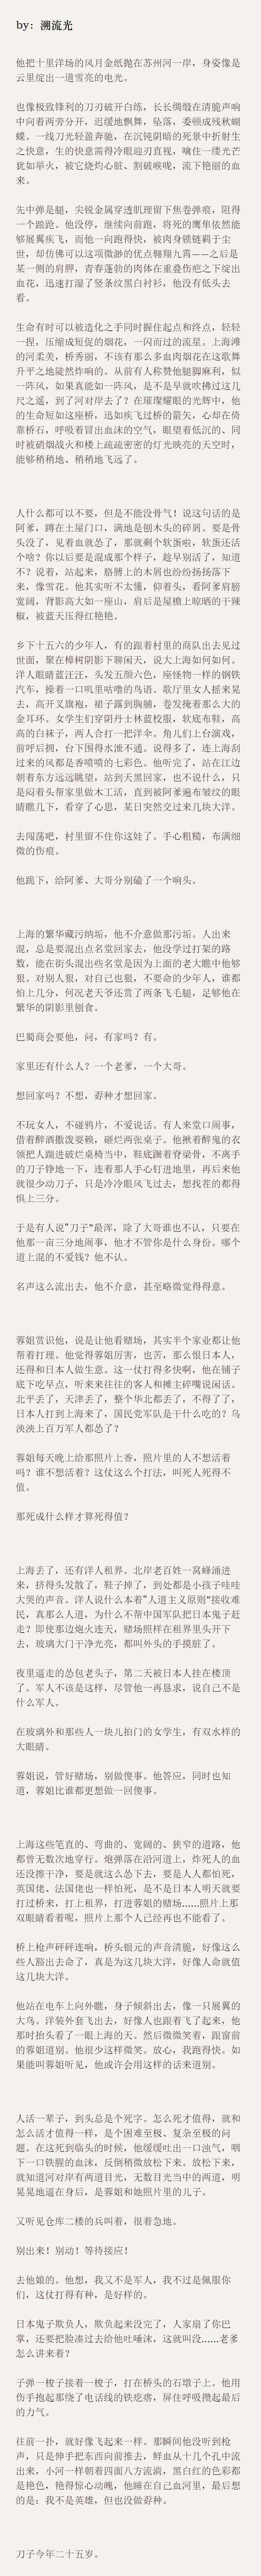 by：溯流光
他把十里洋场的风月金纸抛在苏州河一岸，身姿像是
云里绽出一道雪亮的电光。
也像极致锋利的刀刃破开白练，长长绸缎在清脆声响
中向着两旁分开，迟缓地飘舞，坠落，委顿成残秋蝴
蝶。一线刀光轻盈奔驰，在沉钝阴暗的死景中折射生
之快意，生的快意需得冷眼迎刃直视，噙住一缕光芒
犹如举火，被它烧灼心脏、割破喉咙，流下艳丽的血
来。
先中弹是腿，尖锐金属穿透肌理留下焦卷弹痕，阻得
一个踉跄。他没停，继续向前跑，将死的鹰隼依然能
够展翼疾飞，而他一向跑得快，被肉身锁链羁于尘
世，却仿佛可以这项微渺的优点翱翔九霄——之后是
某一侧的肩胛，青春蓬勃的肉体在重叠伤疤之下绽出
血花，迅速打湿了竖条纹黑白衬衫，他没有低头去
看。
生命有时可以被造化之手同时握住起点和终点，轻轻
一捏，压缩成短促的烟花，一闪而过的流星。上海滩
的河柔美，桥秀丽，不该有那么多血肉烟花在这歌舞
升平之地陡然炸响的。从前有人称赞他腿脚麻利，似
一阵风，如果真能如一阵风，是不是早就吹拂过这几
尺之遥，到了河对岸去了？在璀璨耀眼的光辉中，他
的生命短如这座桥，迅如疾飞过桥的箭矢，心却在倚
靠桥石，呼吸着冒出血沫的空气，眼望着低沉的、同
时被硝烟战火和楼上疏疏密密的灯光映亮的天空时，
能够稍稍地、稍稍地飞远了。
人什么都可以不要，但是不能没骨气！说这句话的是
阿爹，蹲在土屋门口，满地是刨木头的碎屑。要是骨
头没了，见着血就怂了，那就剩个软蛋啦，软蛋还活
个啥？你以后要是混成那个样子，趁早别活了，知道
不？说着，站起来，胳膊上的木屑也纷纷扬扬落下
来，像雪花。他其实听不太懂，仰着头，看阿爹肩膀
宽阔，背影高大如一座山，肩后是屋檐上晾晒的干辣
椒，被蓝天压得红艳艳、
乡下十五六的少年人，有的跟着村里的商队出去见过
世面，聚在樟树阴影下聊闲天，说大上海如何如何。
洋人眼睛蓝汪汪，头发五颜六色，座怪物一样的钢铁
汽车，操着一口叽里咕噜的鸟语。歌厅里女人摇来晃
去，高开叉旗袍，裙子露到胸脯，卷发掩着那么大的
金耳环。女学生们穿阴丹士林蓝校服，软底布鞋，高
高的白袜子，两人合打一把洋伞。角儿们上台演戏，
前呼后拥，台下围得水泄不通。说得多了，连上海刮
过来的风都是香喷喷的七彩色。他听完了，站在江边
朝着东方远远眺望，站到天黑回家，也不说什么，只
是闷着头帮家里做木工活，直到被阿爹遍布皱纹的眼
睛瞧几下，看穿了心思，某日突然交过来几块大洋。
去闯荡吧，村里留不住你这娃了。手心粗糙，布满细
微的伤痕。
他跪下，给阿爹、大哥分别磕了一个响头。
上海的繁华藏污纳垢，他不介意做那污垢。人出来
混，总是要混出点名堂回家去，他没学过打架的路
数，能在街头混出些名堂是因为上面的老大瞧中他够
狠。对别人狠，对自己也狠，不要命的少年人，谁都
怕上几分，何况老天爷还赏了两条飞毛腿，足够他在
繁华的阴影里刨食。
巴蜀商会要他，问，有家吗？有。
家里还有什么人？一个老爹，一个大哥。
想回家吗？不想，孬种才想回家。
不玩女人，不碰鸦片，不爱说话。有人来堂口闹事，
借着醉酒撒泼耍赖，砸烂两张桌子。他揪着醉鬼的衣
领把人踹进破烂桌椅当中，鞋底蹍着脊梁骨，不离手
的刀子铮地一下，连着那人手心钉进地里，再后来他
就很少动刀子，只是冷冷眼风飞过去，想找茬的都得
惧上三分。
于是有人说“刀子”最浑，除了大哥谁也不认，只要在
他那一亩三分地闹事，他才不管你是什么身份。哪个
道上混的不爱钱？他不认。
名声这么流出去，他不介意，甚至略微觉得得意。
蓉姐赏识他，说是让他看赌场，其实半个家业都让他
帮着打理。他觉得蓉姐厉害，也苦，那么恨日本人，
还得和日本人做生意。这一仗打得多快啊，他在铺子
底下吃早点，听来来往往的客人和摊主碎嘴说闲话。
北平丢了，天津丢了，整个华北都丢了，不得了了，
日本人打到上海来了，国民党军队是干什么吃的？乌
泱泱上百万军人都怂了？
蓉姐每天晚上给那照片上香，照片里的人不想活着
吗？谁不想活着？这仗这么个打法，叫死人死得不
值。
那死成什么样才算死得值？
上海丢了，还有洋人租界。北岸老百姓一窝蜂涌进
来，挤得头发散了，鞋子掉了，到处都是小孩子哇哇
大哭的声音。洋人说什么本着“人道主义原则”接收难
民，真那么人道，为什么不帮中国军队把日本鬼子赶
走？即使那边炮火连天，赌场照样在租界里头开下
去，玻璃大门干净光亮，都叫外头的手摸脏了。
夜里逼走的怂包老头子，第二天被日本人挂在楼顶
了。军人不该是这样，尽管他一再恳求，说自己不是
什么军人。
在玻璃外和那些人一块儿拍门的女学生，有双水样的
大眼睛。
蓉姐说，管好赌场，别做傻事。他答应，同时也知
道，蓉姐比谁都更想做一回傻事。
上海这些笔直的、弯曲的、宽阔的、狭窄的道路，他
都曾无数次地穿行。炮弹落在沿河道上，炸死人的血
还没擦干净，要是就这么怂下去，要是人人都怕死，
英国佬、法国佬也一样怕死，是不是日本人明天就要
打过桥来，打上租界，打进蓉姐的赌场……照片上那
双眼睛看着呢，照片上那个人已经再也不能看了。
桥上枪声砰砰连响，桥头银元的声音清脆，好像这么
些人豁出去命了，真是为了这几块大洋，好像人命就值
这几块大洋。
他站在电车上向外瞧，身子倾斜出去，像一只展翼的
大鸟。洋装外套飞出去，好像人也跟着飞了起来，他
那时抬头看了一眼上海的天。然后微微笑着，跟窗前
的蓉姐道别。他很少这样微笑。放心，我跑得快。如
果能叫蓉姐听见，他或许会用这样的话来道别。
人活一辈子，到头总是个死字。怎么死才值得，就和
怎么活才值得一样，是个困难至极、复杂至极的问
题。在这死到临头的时候，他缓缓吐出一口浊气，咽
下一口铁腥的血沫，反倒稍微放松下来。放松下来，
就知道河对岸有两道目光，无数目光当中的两道，明
晃晃地逼在身后，是蓉姐和她照片里的儿子。
又听见仓库二楼的兵叫着，很着急地。
别出来！别动！等待接应！
去他娘的。他想，我又不是军人，我不过是佩服你
们，这仗打得有种，是好样的。
日本鬼子欺负人，欺负起来没完了，人家扇了你巴
掌，还要把脸凑过去给他吐唾沫，这就叫没……老爹
怎么讲来着？
子弹一梭子接着一梭子，打在桥头的石墩子上。他用
伤手抱起那绕了电话线的铁疙瘩，屏住呼吸攒起最后
的力气。
往前一扑，就好像飞起来一样。那瞬间他没听到枪
声，只是伸手把东西向前推去，鲜血从十几个孔中流
出来，小河一样朝着四面八方流淌，黑白红的色彩都
是艳色，艳得惊心动魄，他睡在自己血河里，最后想
的是：我不是英雄，但也没做孬种。
刀子今年二十五岁。